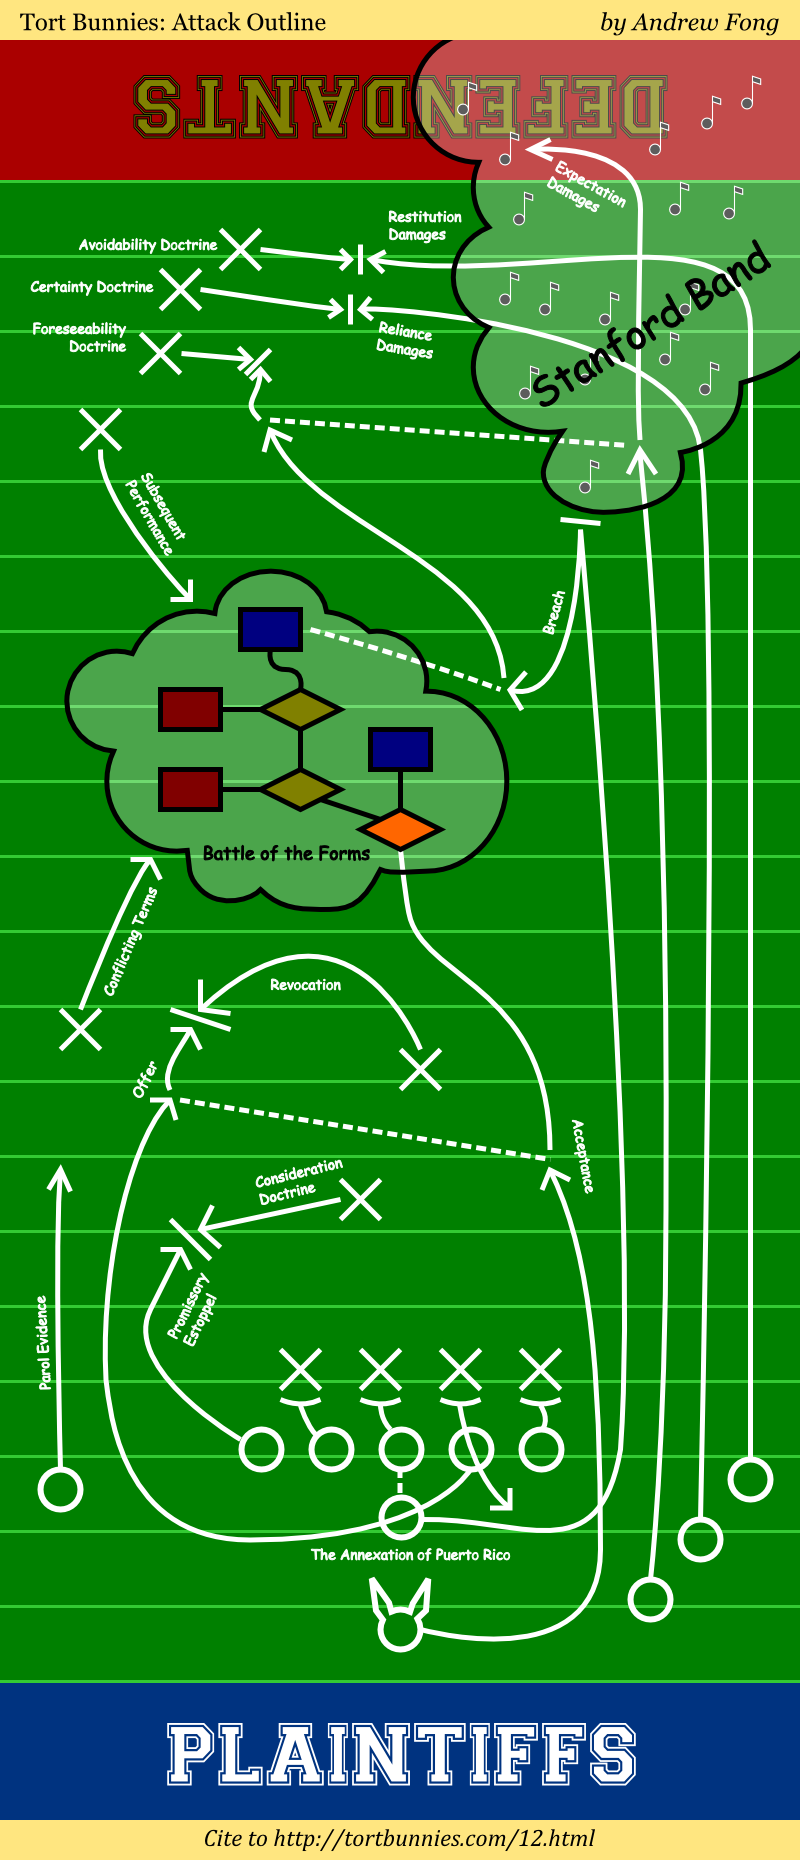 Tort Bunnies: Attack Outline
by Andrew Fong
DEFENDANTS
Expectation
Damages
Restitution
Damages
Avoidability Doctrine
Certainty Doctrine
Stanford Band
Foreseeability
Doctrine
Reliance
Damages
Subsequent
Performance
Breach
Battle of the Forms
Conflicting Terms
Revocation
Offer
Acceptance
Consideration
Doctrine
Promissory
Estoppel
Parol Evidence
The Annexation of Puerto Rico
PLAINTIFFS
Cite to http://tortbunnies.com/12.html